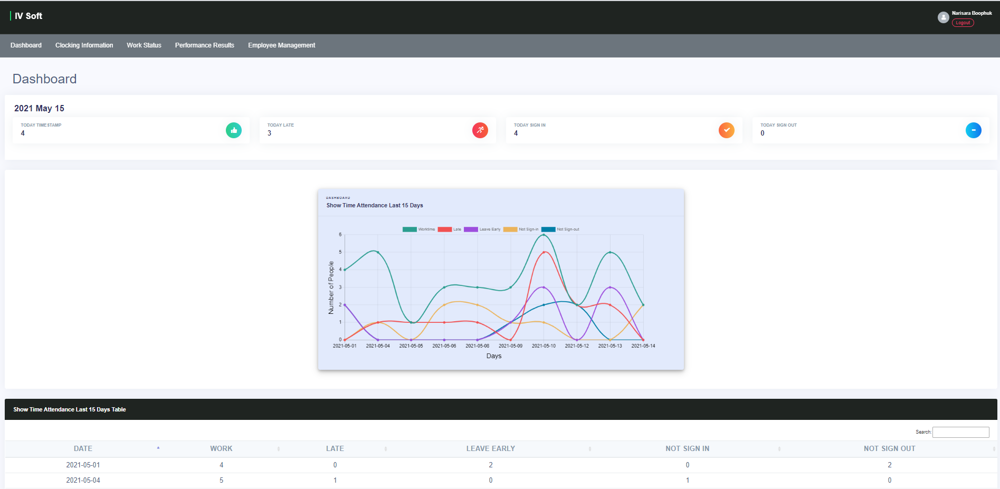 IV Soft
Narisara Boophuk
Logout
Dashboard Clocking Information Work Status Performance Results Employee Management
Dashboard
2021 May 15
TODAY TIMESTAMP
4
TODAY LATE
3
TODAY SIGN IN
4
TODAY SIGN OUT
0
DASHBOARD
Show Time Attendance Last 15 Days
Worktime Late Leave Early Not Sign-in Not Sign-out
6
5
4
3
2
1
0
Number of People
2021-05-01 2021-05-04 2021-05-05 2021-05-06 2021-05-08 2021-05-09 2021-05-10 2021-05-12 2021-05-13 2021-05-14
Days
Show Time Attendance Last 15 Days Table
Search:
DATE WORK LATE LEAVE EARLY NOT SIGN IN NOT SIGN OUT
2021-05-01 4 0 2 0 2
2021-05-04 5 1 0 1 0